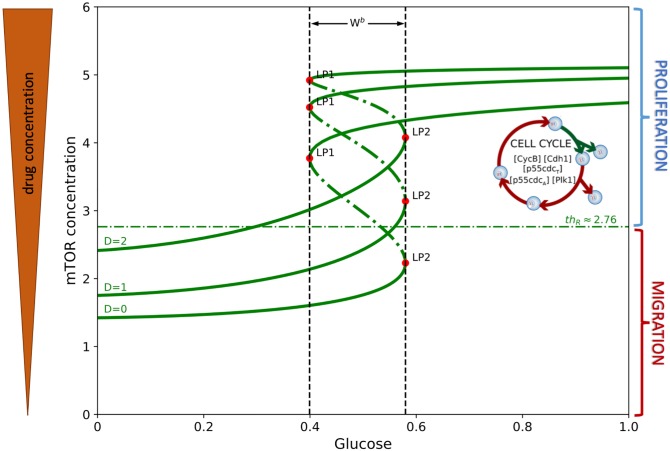 drug concentration
mTOR concentration
6
5
4
3
2
1
0
W^b
LP1
LP1
LP1
LP2
LP2
LP2
D=2
D=1
D=0
th_R ≈ 2.76
CELL CYCLE
[CycB] [Cdh1]
[p55cdc_T]
[p55cdc_A] [Plk1]
0 0.2 0.4 0.6 0.8 1.0
Glucose
PROLIFERATION
MIGRATION